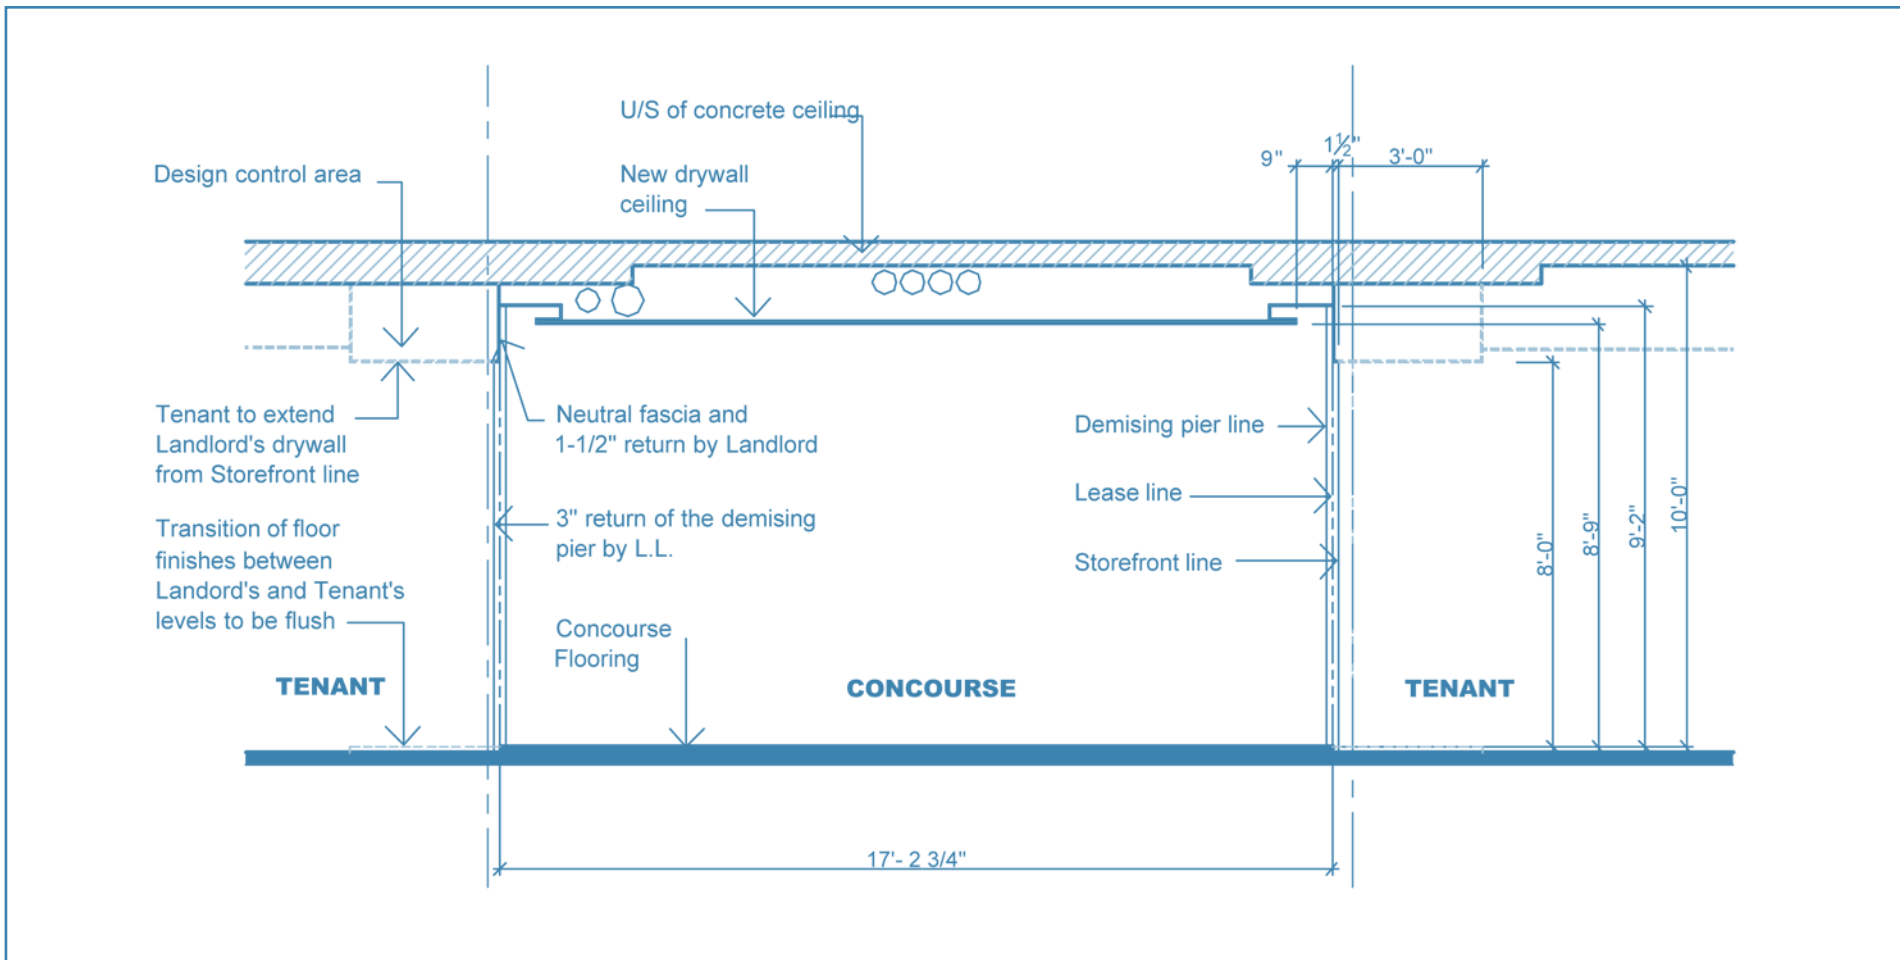 U/S of concrete ceiling
1½"
9"
3'-0"
Design control area
New drywall
ceiling
Tenant to extend
Landlord's drywall
from Storefront line
Neutral fascia and
1-1/2" return by Landlord
Demising pier line
Lease line
Storefront line
3" return of the demising
pier by L.L.
Transition of floor
finishes between
Landord's and Tenant's
levels to be flush
Concourse
Flooring
8'-0"
8'-9"
9'-2"
10'-0"
TENANT
CONCOURSE
TENANT
17'- 2 3/4"